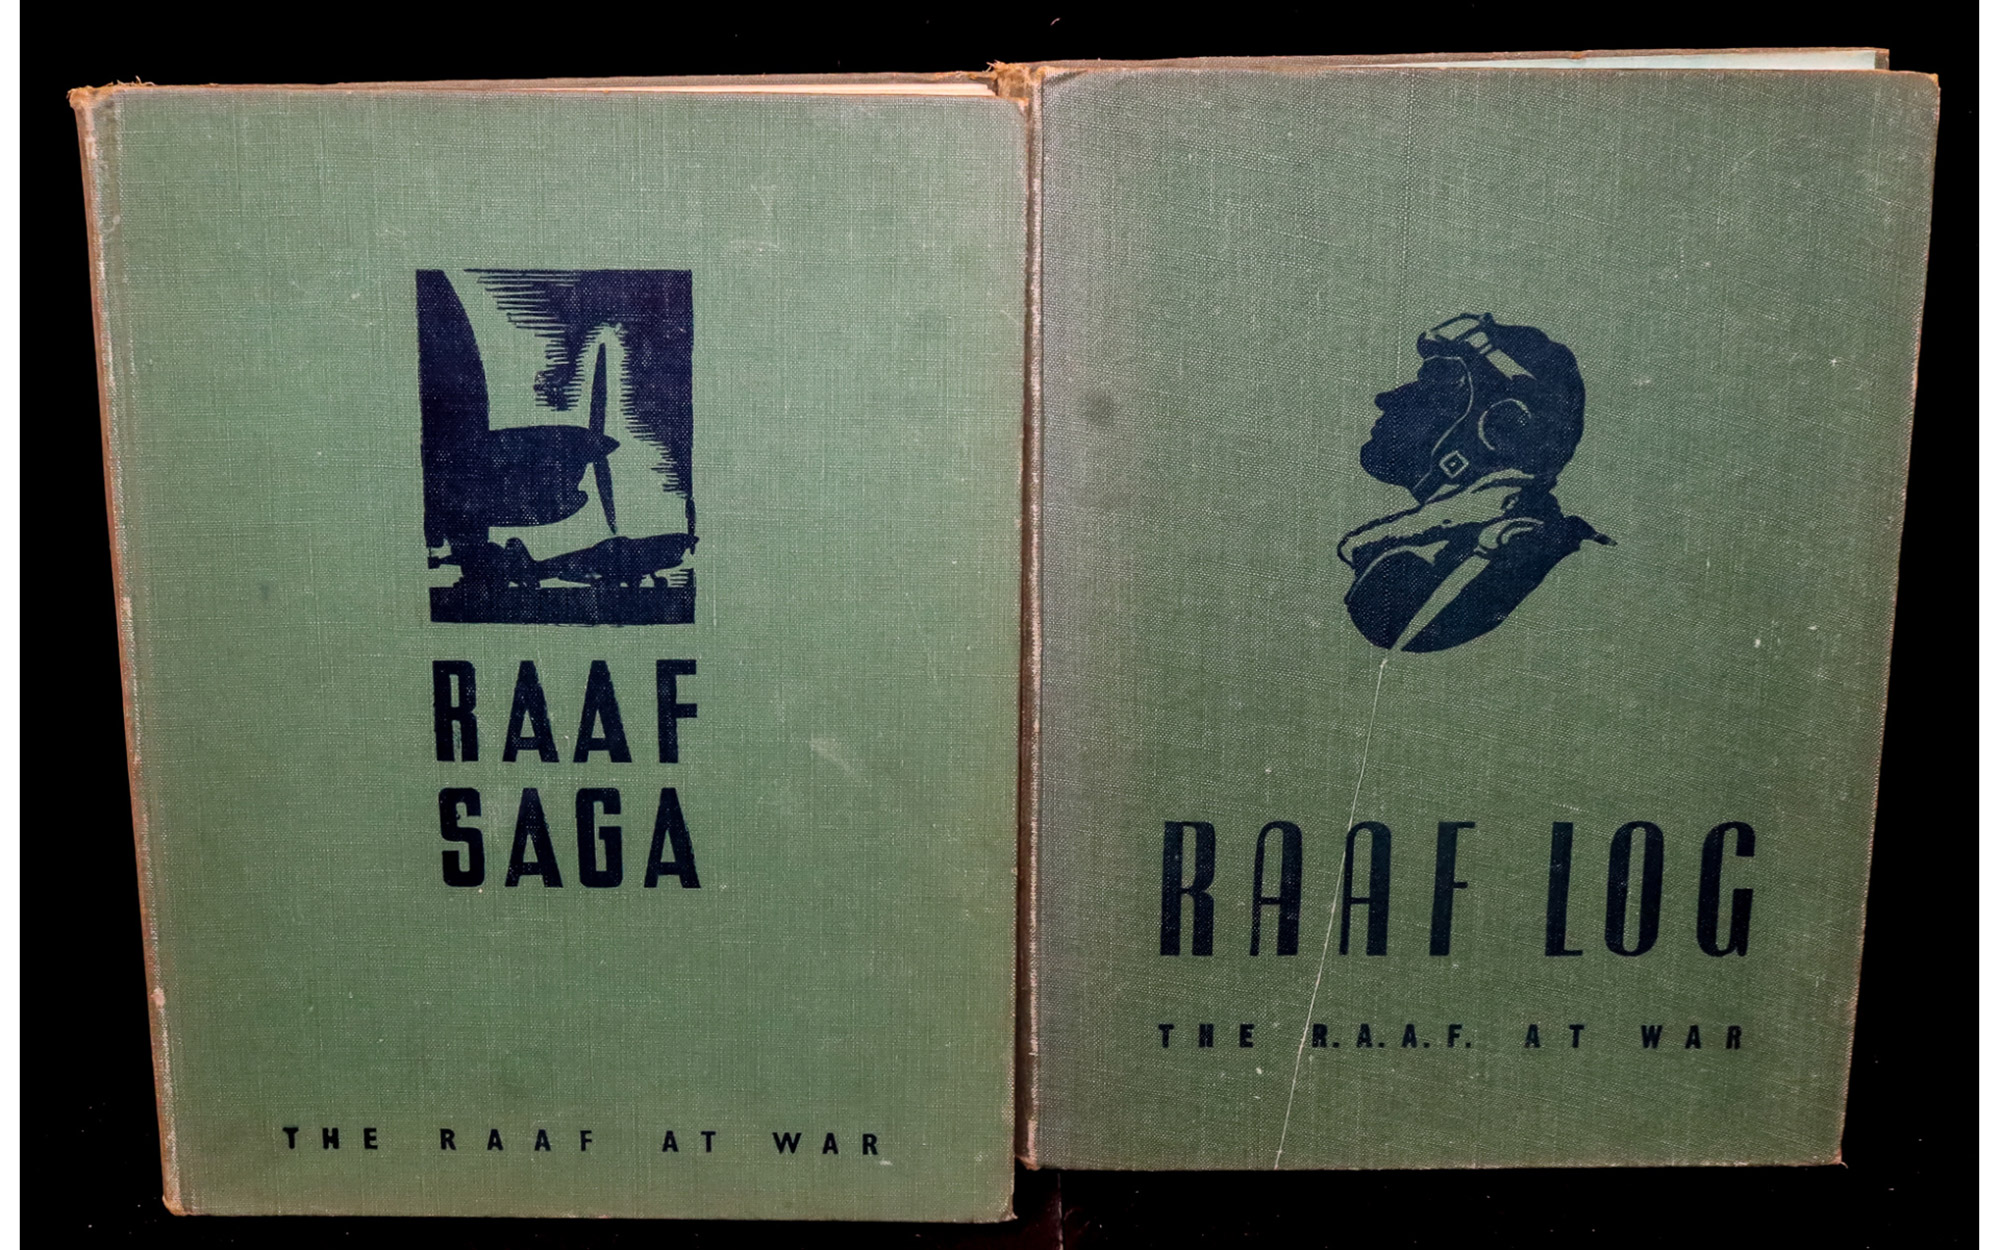 RAAF
SAGA
THE RAAF AT WAR
RAAF LOG
THE R.A.A.F. AT WAR